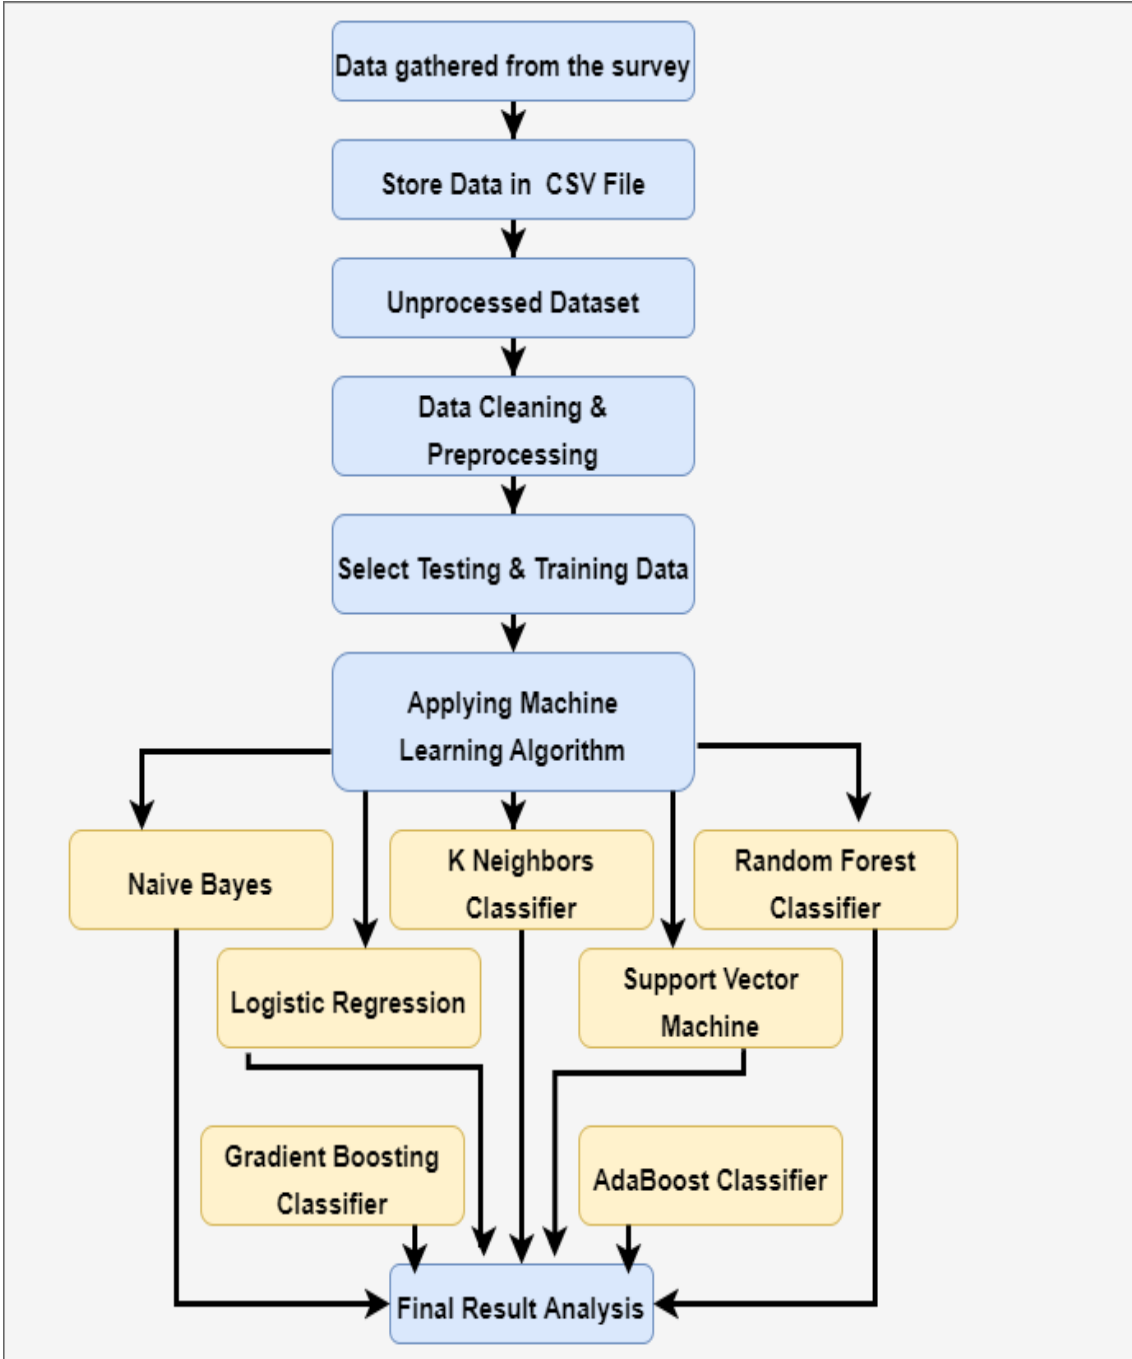 Data gathered from the survey
Store Data in CSV File
Unprocessed Dataset
Data Cleaning &
Preprocessing
Select Testing & Training Data
Applying Machine
Learning Algorithm
Naive Bayes
K Neighbors
Classifier
Random Forest
Classifier
Logistic Regression
Support Vector
Machine
Gradient Boosting
Classifier
AdaBoost Classifier
Final Result Analysis